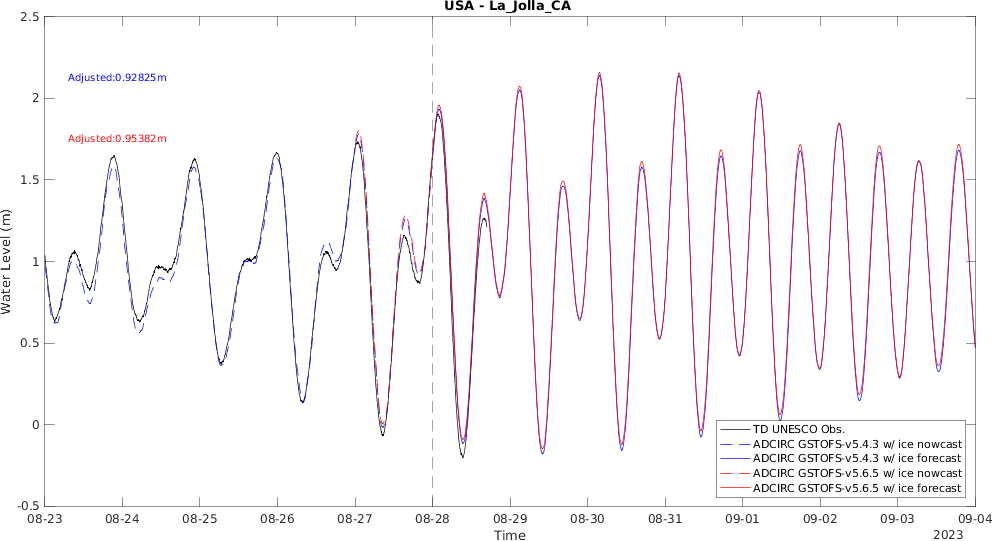 USA - La_Jolla_CA
2.5
2
1.5
1
0.5
0
-0.5
Water Level (m)
Adjusted:0.92825m
Adjusted:0.95382m
TD UNESCO Obs.
ADCIRC GSTOFS-v5.4.3 w/ ice nowcast
ADCIRC GSTOFS-v5.4.3 w/ ice forecast
ADCIRC GSTOFS-v5.6.5 w/ ice nowcast
ADCIRC GSTOFS-v5.6.5 w/ ice forecast
08-23 08-24 08-25 08-26 08-27 08-28 08-29 08-30 08-31 09-01 09-02 09-03 09-04
Time
2023